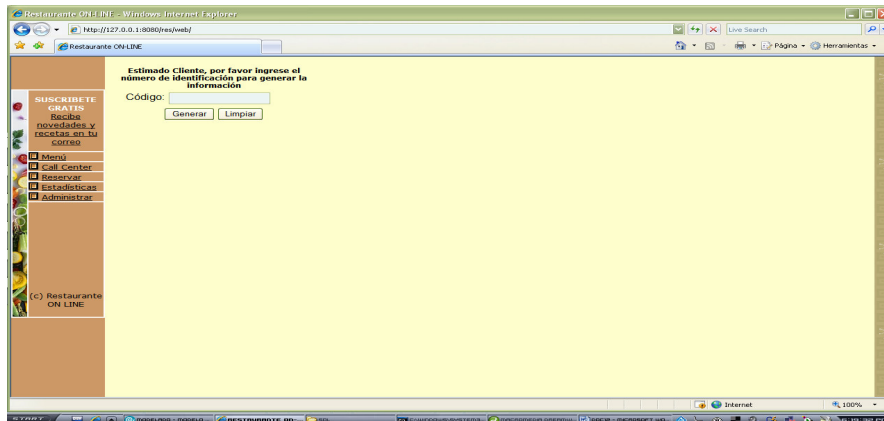 Restaurante ON-LINE - Windows Internet Explorer
http://127.0.0.1:8080/res/web/
Live Search
Restaurante ON-LINE
Página
Herramientas
Estimado Cliente, por favor ingrese el
número de identificación para generar la
información
Código:
Generar Limpiar
SUSCRIBETE
GRATIS
Recibe
novedades y
recetas en tu
correo
Menú
Call Center
Reservar
Estadísticas
Administrar
(c) Restaurante
ON LINE
Internet
100%
START